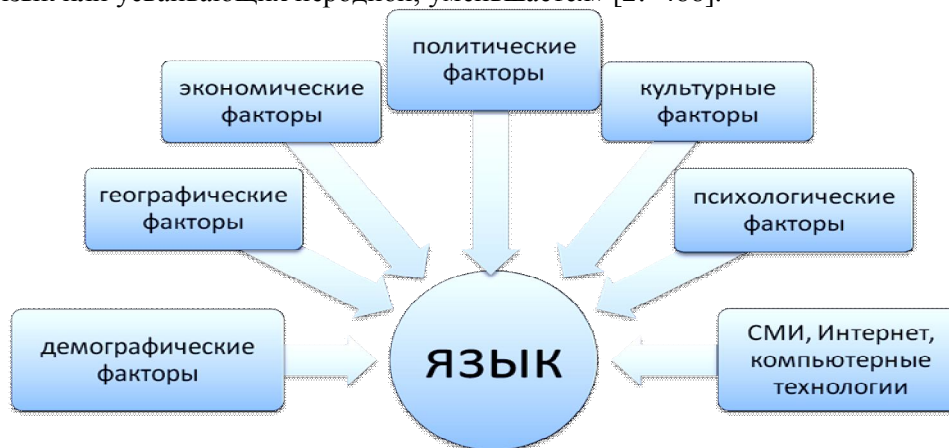 политические
факторы
экономические
факторы
культурные
факторы
географические
факторы
психологические
факторы
демографические
факторы
язык
СМИ, Интернет,
компьютерные
технологии